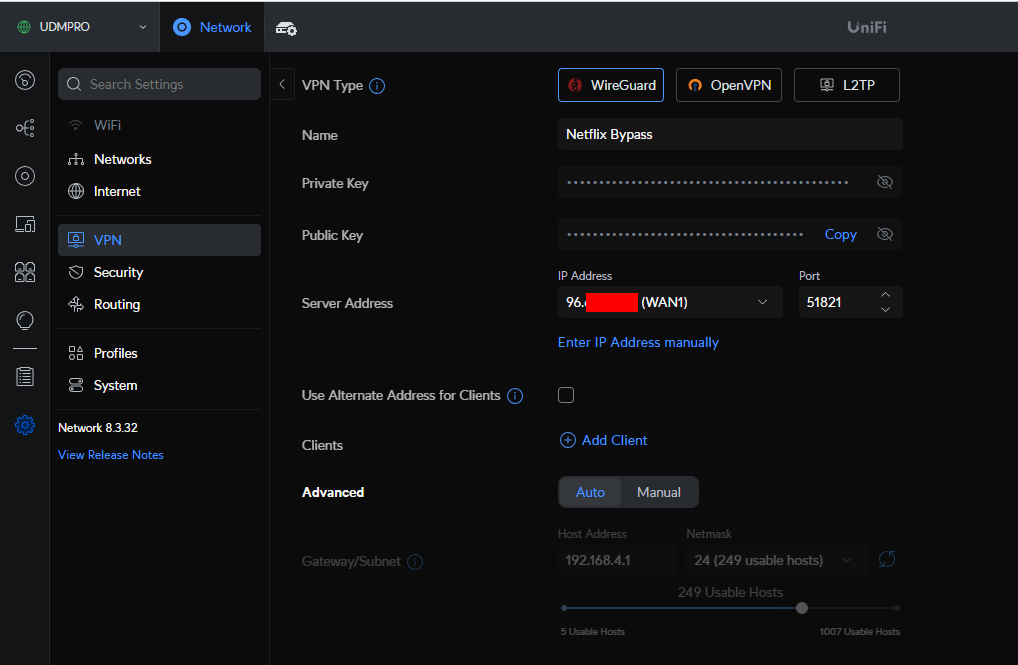 UDMPRO
Network
UniFi
Search Settings
WiFi
Networks
Internet
VPN
Security
Routing
Profiles
System
Network 8.3.32
View Release Notes
VPN Type
WireGuard
OpenVPN
L2TP
Name
Netflix Bypass
Private Key
Public Key
Copy
Server Address
IP Address
Port
96. (WAN1)
51821
Enter IP Address manually
Use Alternate Address for Clients
Clients
Add Client
Advanced
Auto
Manual
Gateway/Subnet
Host Address
Netmask
192.168.4.1
24 (249 usable hosts)
249 Usable Hosts
5 Usable Hosts
1007 Usable Hosts